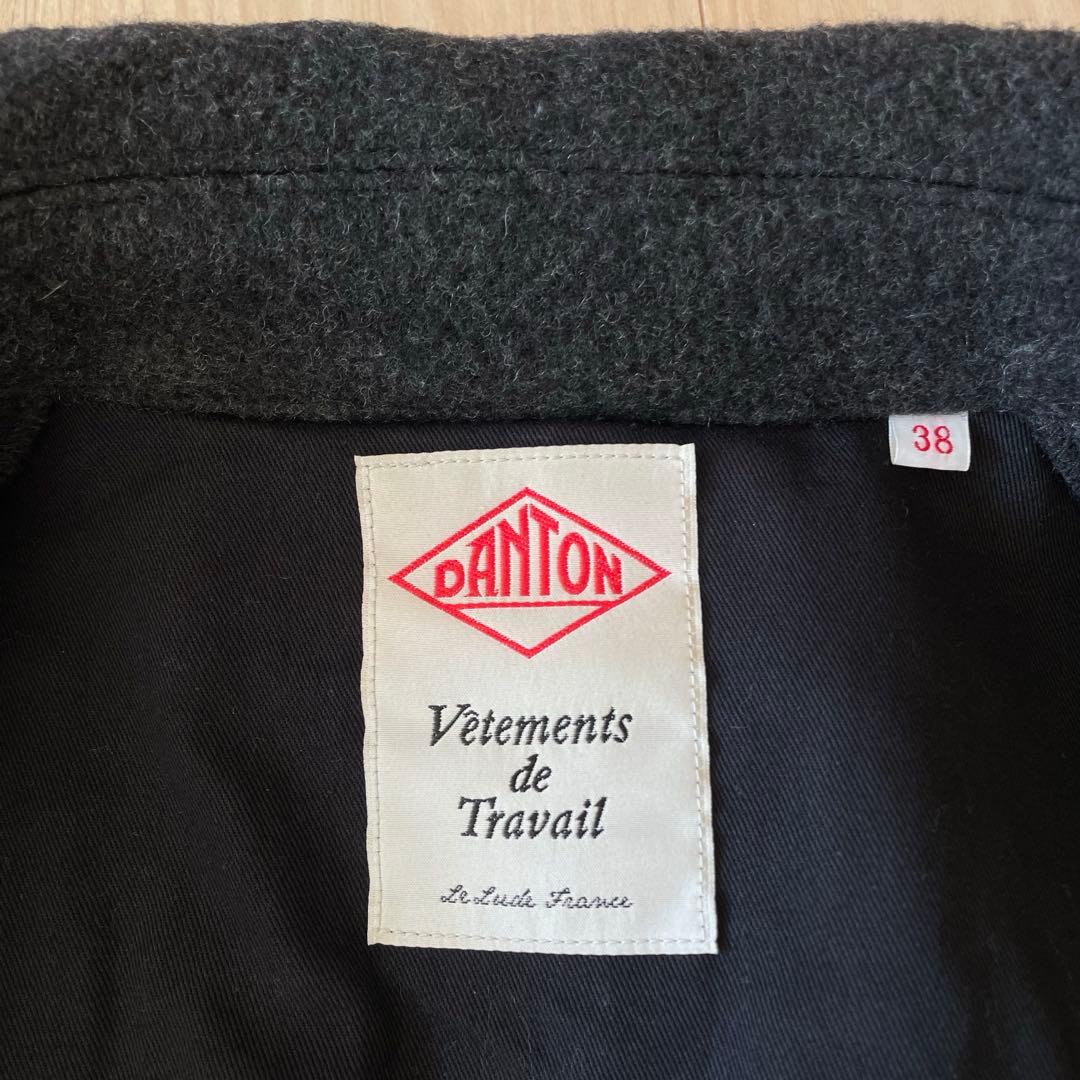 38
DANTON
Vêtements
de
Travail
Le Lude France